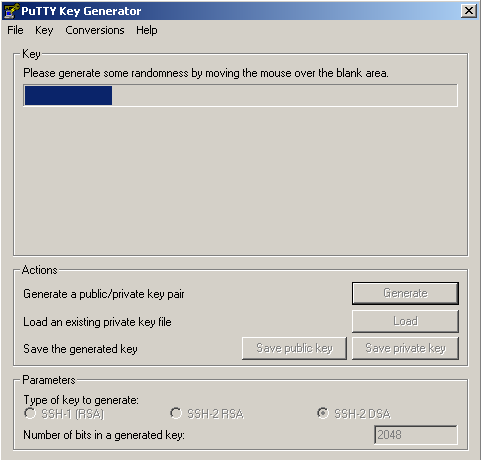 PuTTY Key Generator
File Key Conversions Help
Key
Please generate some randomness by moving the mouse over the blank area.
Actions
Generate a public/private key pair Generate
Load an existing private key file Load
Save the generated key Save public key Save private key
Parameters
Type of key to generate:
SSH-1 (RSA) SSH-2 RSA SSH-2 DSA
Number of bits in a generated key: 2048